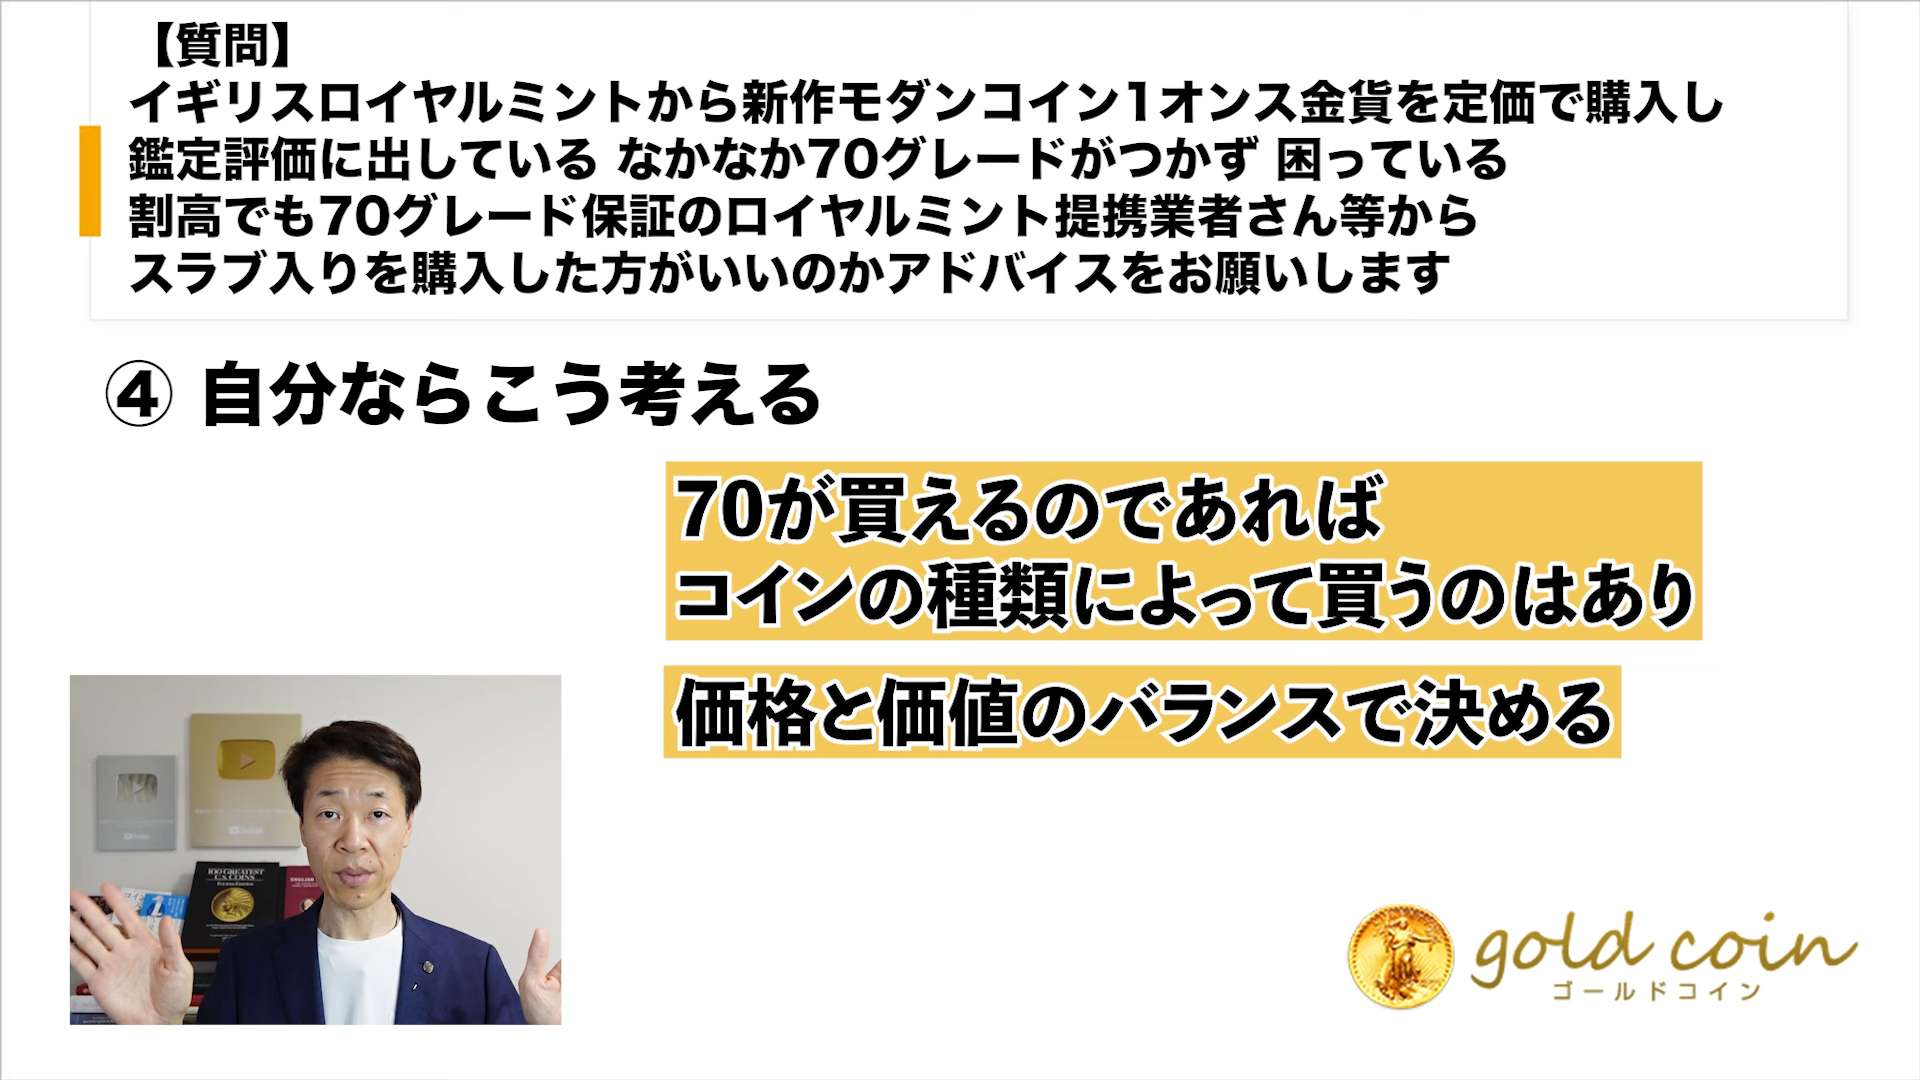 【質問】
イギリスロイヤルミントから新作モダンコイン1オンス金貨を定価で購入し
鑑定評価に出している なかなか70グレードがつかず 困っている
割高でも70グレード保証のロイヤルミント提携業者さん等から
スラブ入りを購入した方がいいのかアドバイスをお願いします
④ 自分ならこう考える
70が買えるのであれば
コインの種類によって買うのはあり
価格と価値のバランスで決める
100 GREATEST
U.S. COINS
FOURTH EDITION
ENGLISH
gold coin
ゴールドコイン